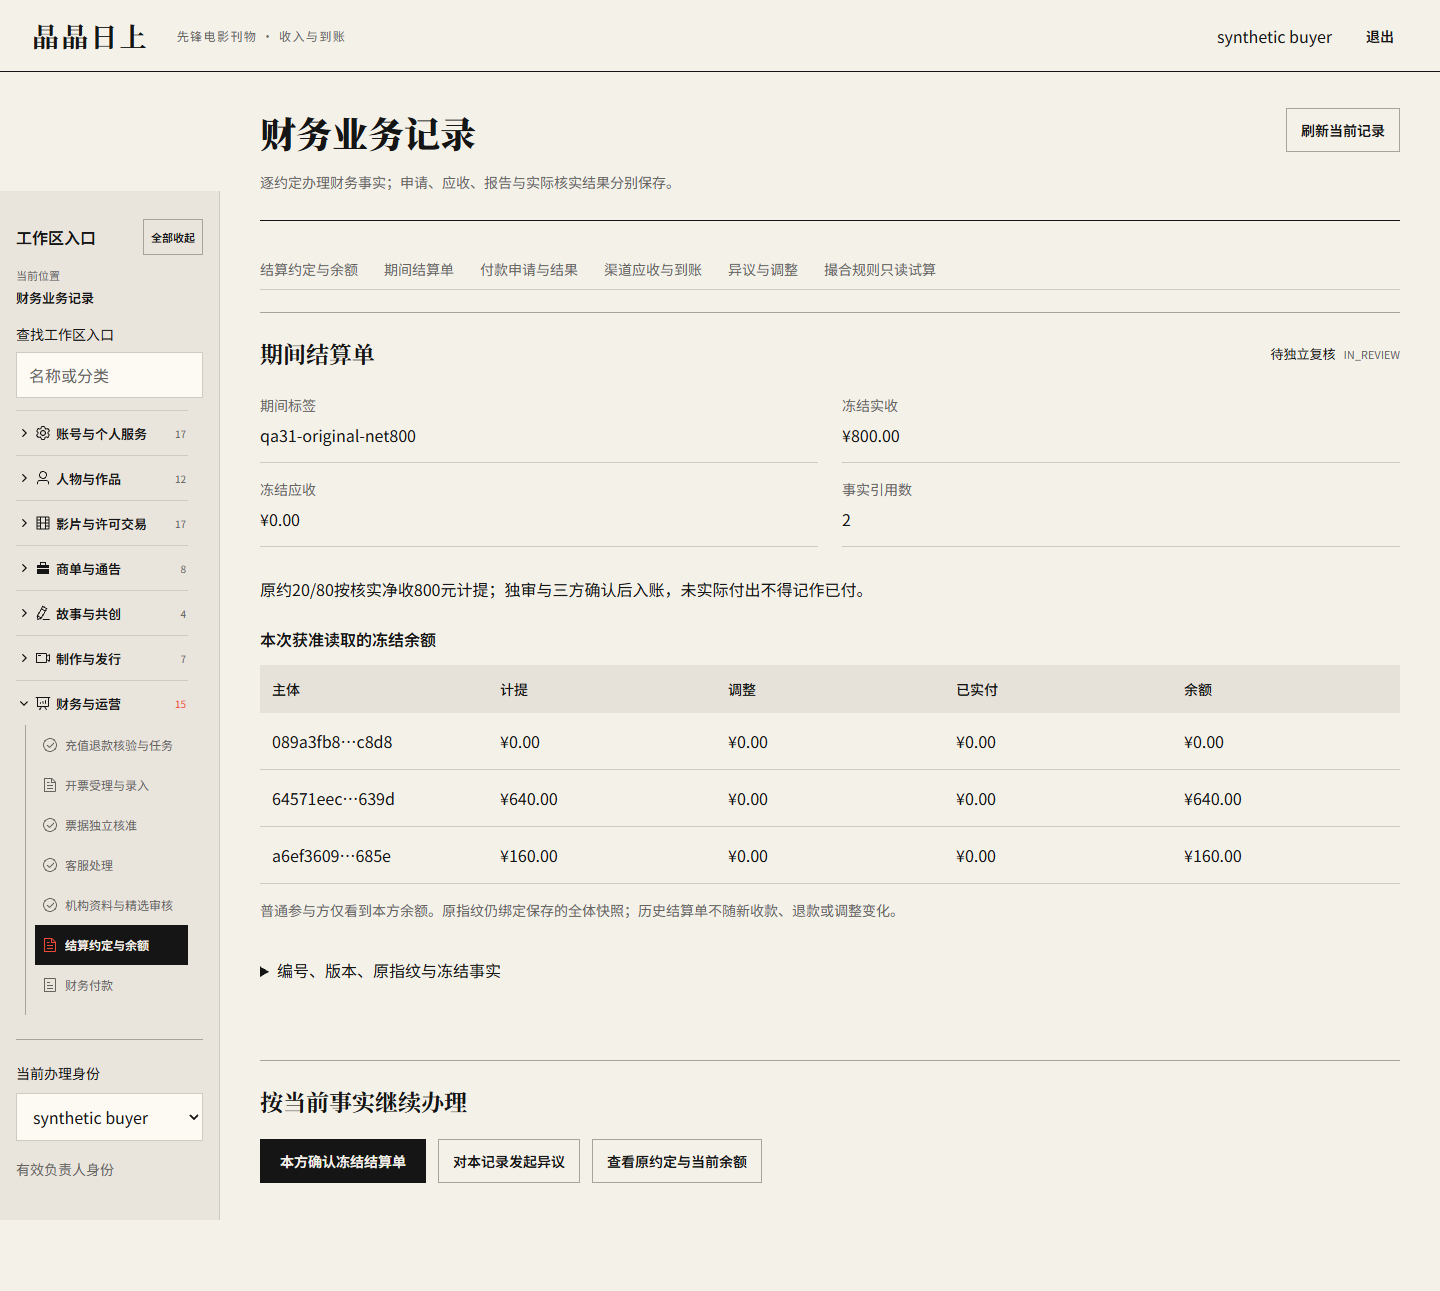 晶晶日上
先锋电影刊物 • 收入与到账
synthetic buyer
退出
财务业务记录
刷新当前记录
逐约定办理财务事实；申请、应收、报告与实际核实结果分别保存。
工作区入口
全部收起
当前位置
财务业务记录
查找工作区入口
名称或分类
账号与个人服务 17
人物与作品 12
影片与许可交易 17
商单与通告 8
故事与共创 4
制作与发行 7
财务与运营 15
充值退款核验与任务
开票受理与录入
票据独立核准
客服处理
机构资料与精选审核
结算约定与余额
财务付款
当前办理身份
synthetic buyer
有效负责人身份
结算约定与余额 期间结算单 付款申请与结果 渠道应收与到账 异议与调整 撮合规则只读试算
期间结算单
待独立复核 IN_REVIEW
期间标签
qa31-original-net800
冻结实收
¥800.00
冻结应收
¥0.00
事实引用数
2
原约20/80按核实净收800元计提；独审与三方确认后入账，未实际付出不得记作已付。
本次获准读取的冻结余额
主体 计提 调整 已实付 余额
089a3fb8…c8d8 ¥0.00 ¥0.00 ¥0.00 ¥0.00
64571eec…639d ¥640.00 ¥0.00 ¥0.00 ¥640.00
a6ef3609…685e ¥160.00 ¥0.00 ¥0.00 ¥160.00
普通参与方仅看到本方余额。原指纹仍绑定保存的全体快照；历史结算单不随新收款、退款或调整变化。
编号、版本、原指纹与冻结事实
按当前事实继续办理
本方确认冻结结算单
对本记录发起异议
查看原约定与当前余额